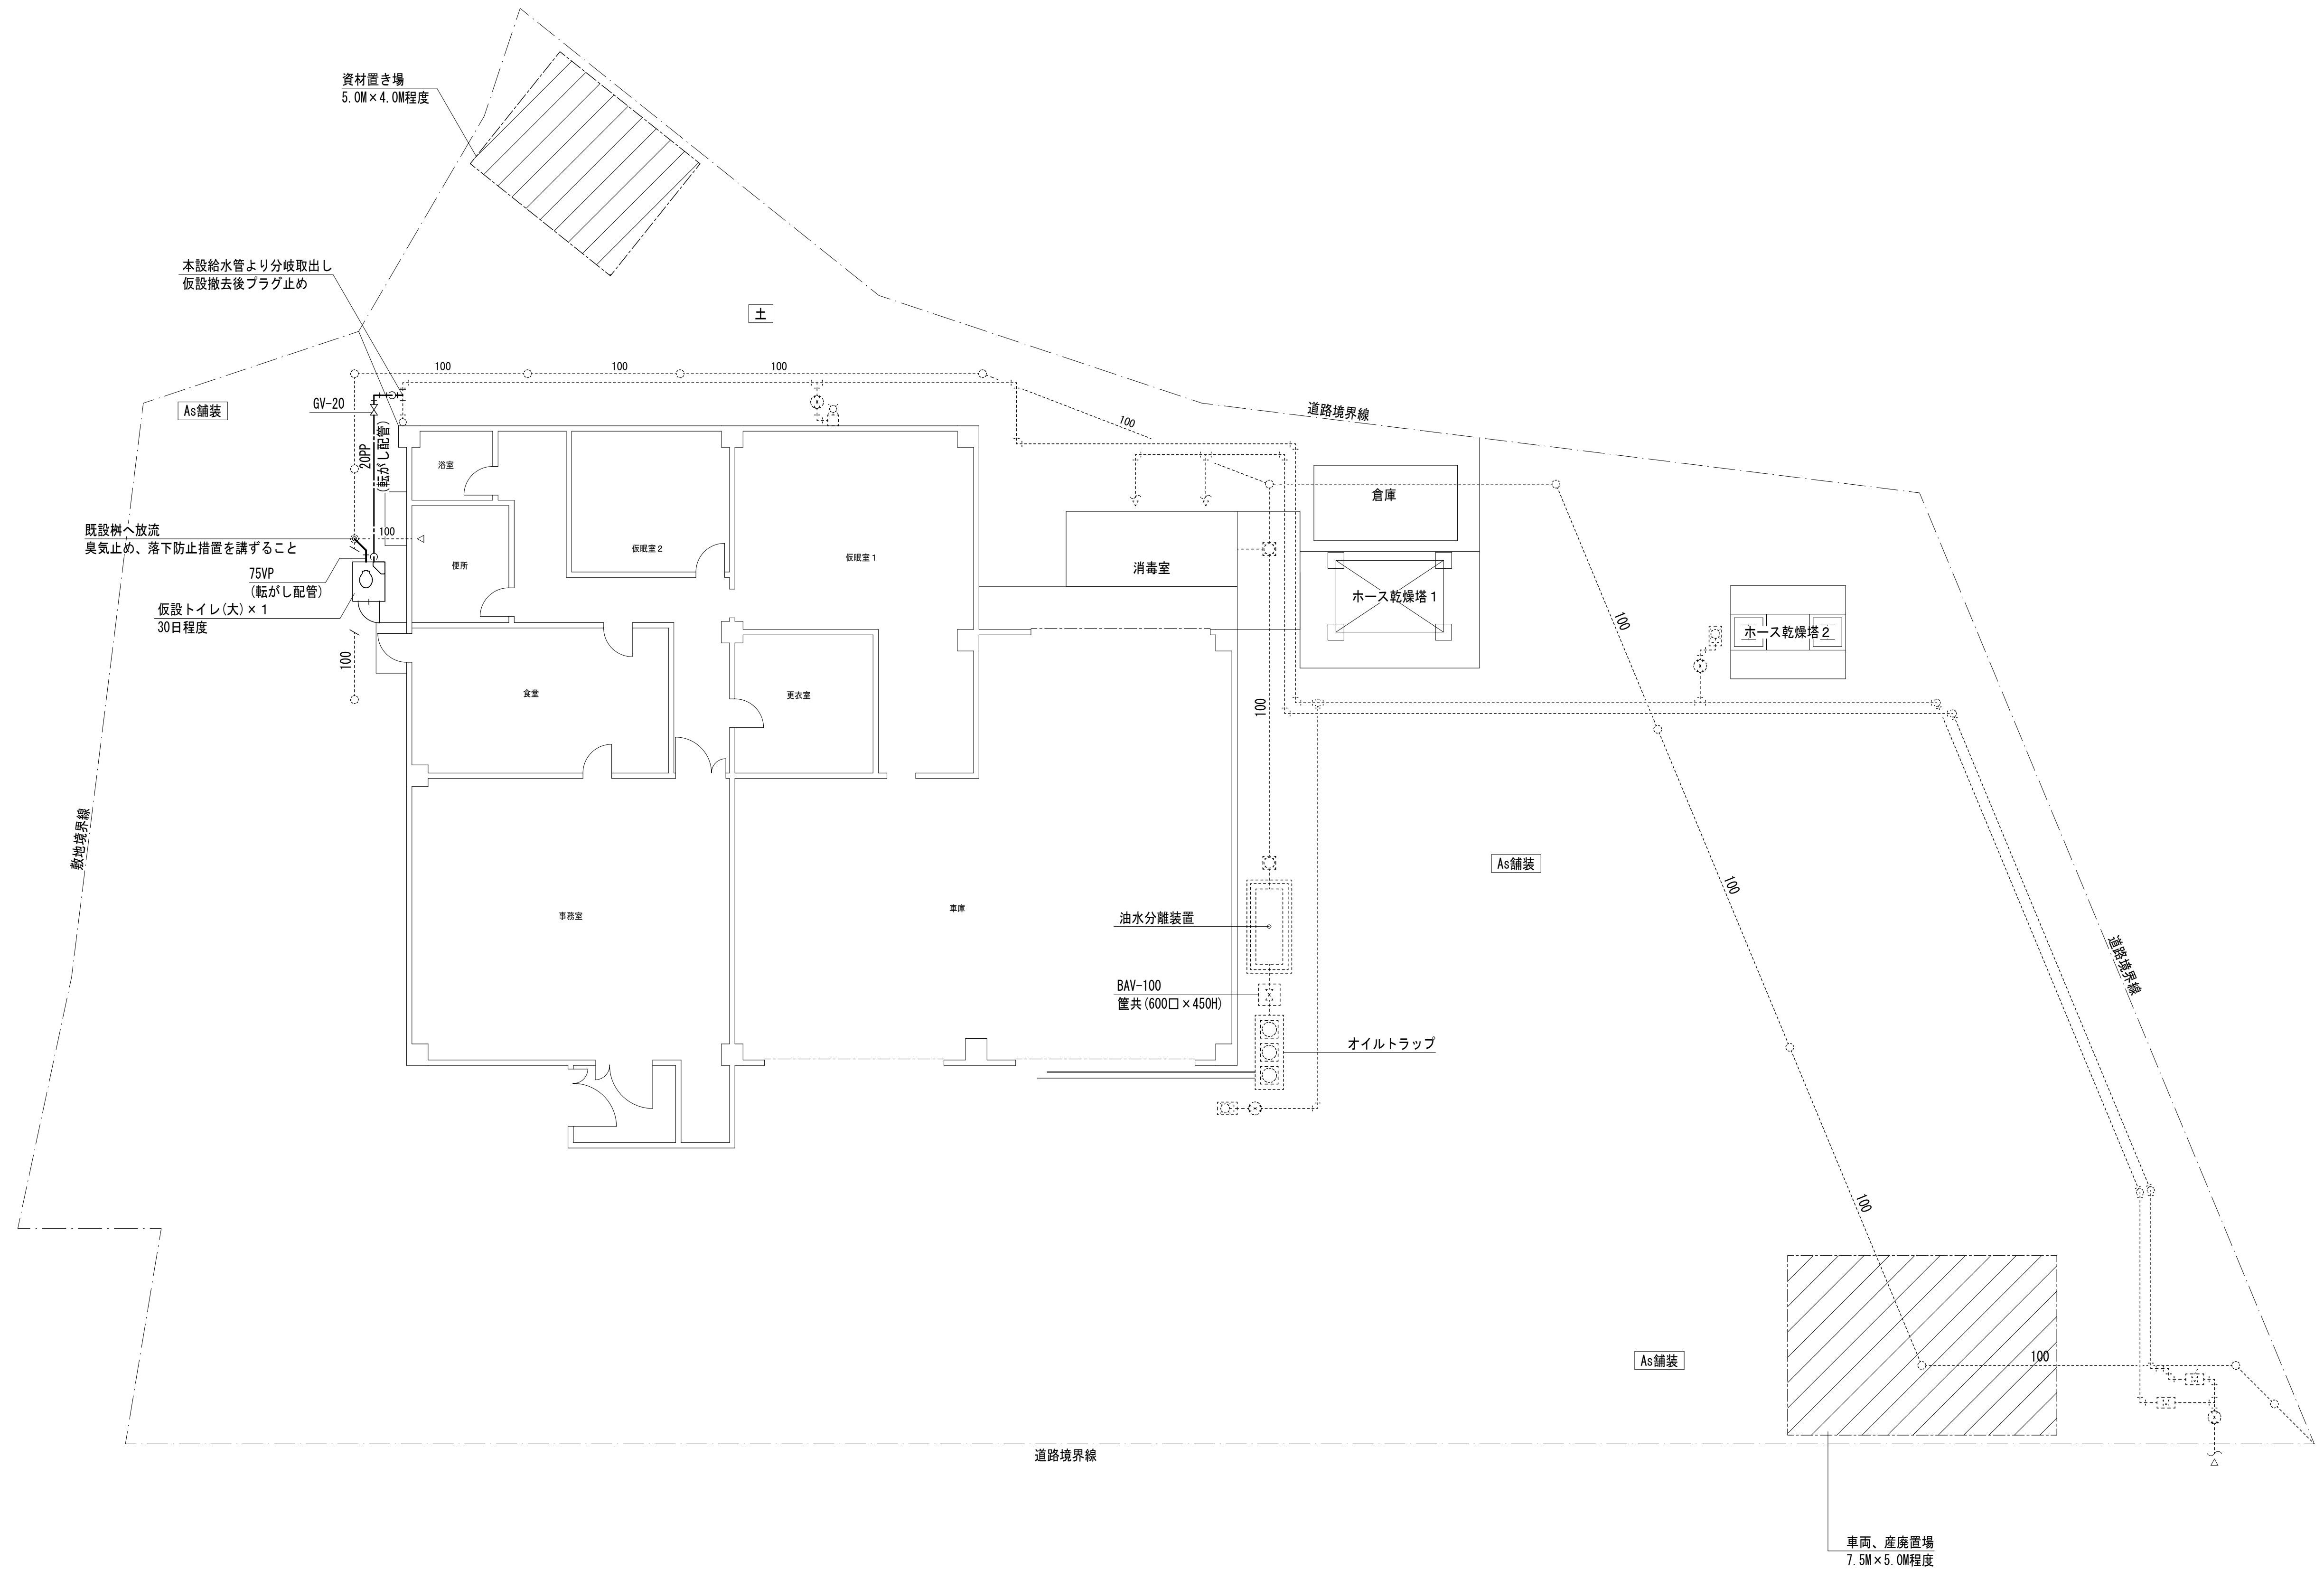 資材置き場
5.0M×4.0M程度
本設給水管より分岐取出し
仮設撤去後プラグ止め
土
100
100
100
GV-20
As舗装
道路境界線
100
20PP
(転がし配管)
浴室
倉庫
既設桝へ放流
100
臭気止め、落下防止措置を講ずること
仮眠室2
仮眠室1
便所
消毒室
75VP
(転がし配管)
ホース乾燥塔1
仮設トイレ(大)×1
30日程度
100
ホース乾燥塔2
100
食堂
更衣室
100
敷地境界線
As舗装
100
事務室
車庫
油水分離装置
道路境界線
BAV-100
筐共(600□×450H)
オイルトラップ
100
As舗装
100
道路境界線
車両、産廃置場
7.5M×5.0M程度